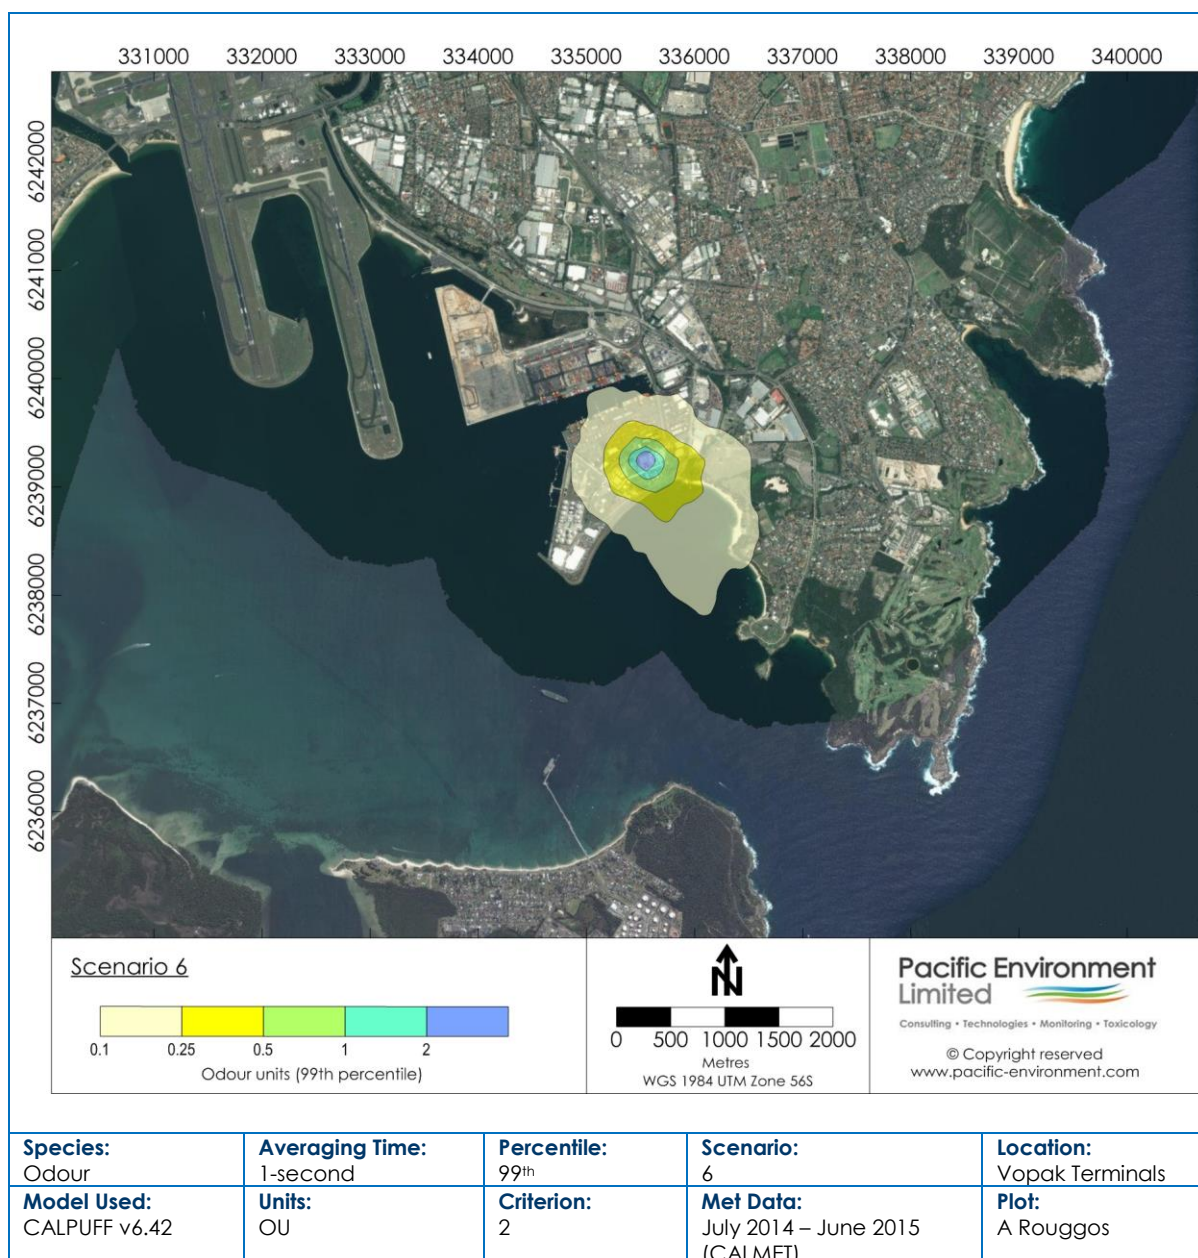 331000 332000 333000 334000 335000 336000 337000 338000 339000 340000
6242000
6241000
6240000
6239000
6238000
6237000
6236000
Scenario 6
0.1 0.25 0.5 1 2
Odour units (99th percentile)
N
0 500 1000 1500 2000
Metres
WGS 1984 UTM Zone 56S
Pacific Environment
Limited
Consulting • Technologies • Monitoring • Toxicology
© Copyright reserved
www.pacific-environment.com
Species: Averaging Time: Percentile: Scenario: Location:
Odour 1-second 99th 6 Vopak Terminals
Model Used: Units: Criterion: Met Data: Plot:
CALPUFF v6.42 OU 2 July 2014 – June 2015 A Rouggos
(CALMET)